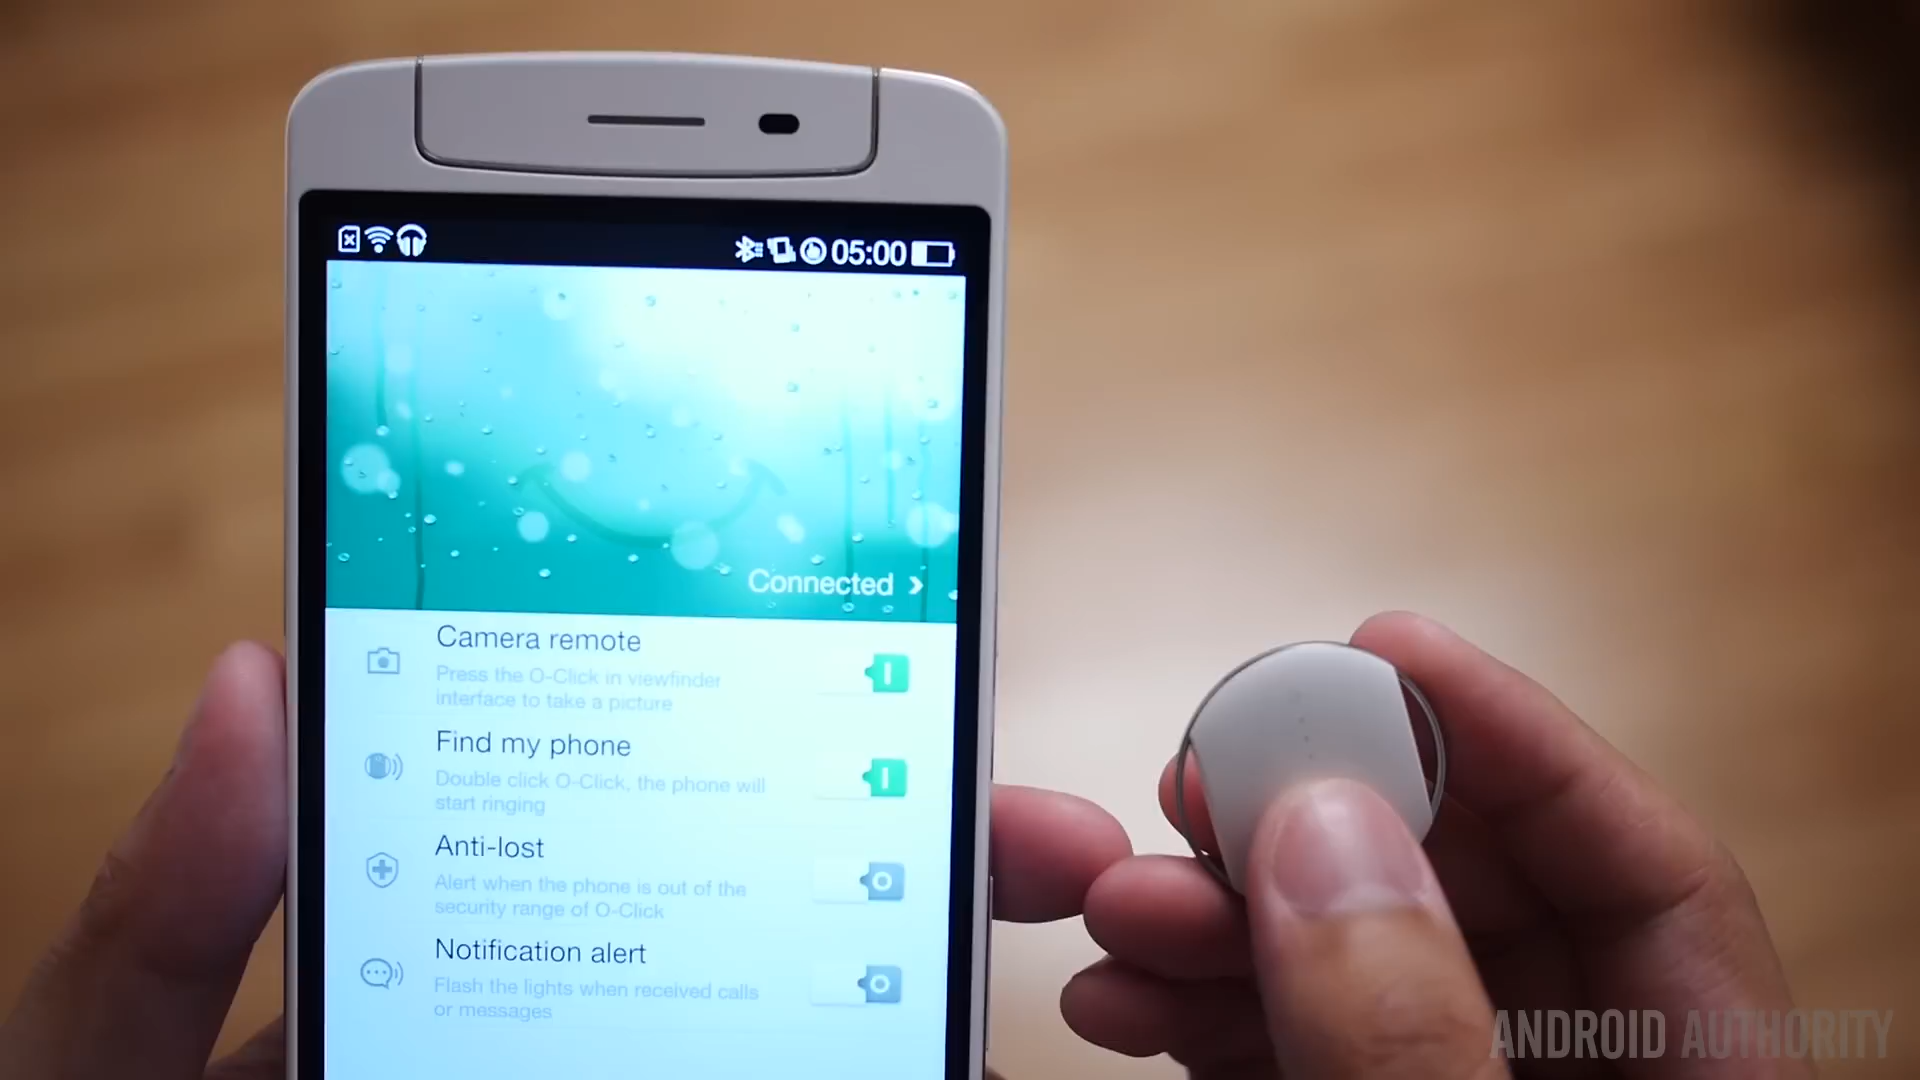 05:00
Connected
Camera remote
Press the O-Click in viewfinder
interface to take a picture
Find my phone
Double click O-Click, the phone will
start ringing
Anti-lost
Alert when the phone is out of the
security range of O-Click
Notification alert
Flash the lights when received calls
or messages
ANDROID AUTHORITY